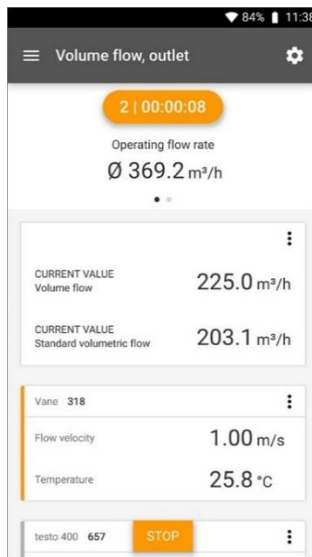 84% 11:38
Volume flow, outlet
2 | 00:00:08
Operating flow rate
Ø 369.2 m³/h
CURRENT VALUE
Volume flow
225.0 m³/h
CURRENT VALUE
Standard volumetric flow
203.1 m³/h
Vane 318
Flow velocity 1.00 m/s
Temperature 25.8 °C
testo 400 657 STOP